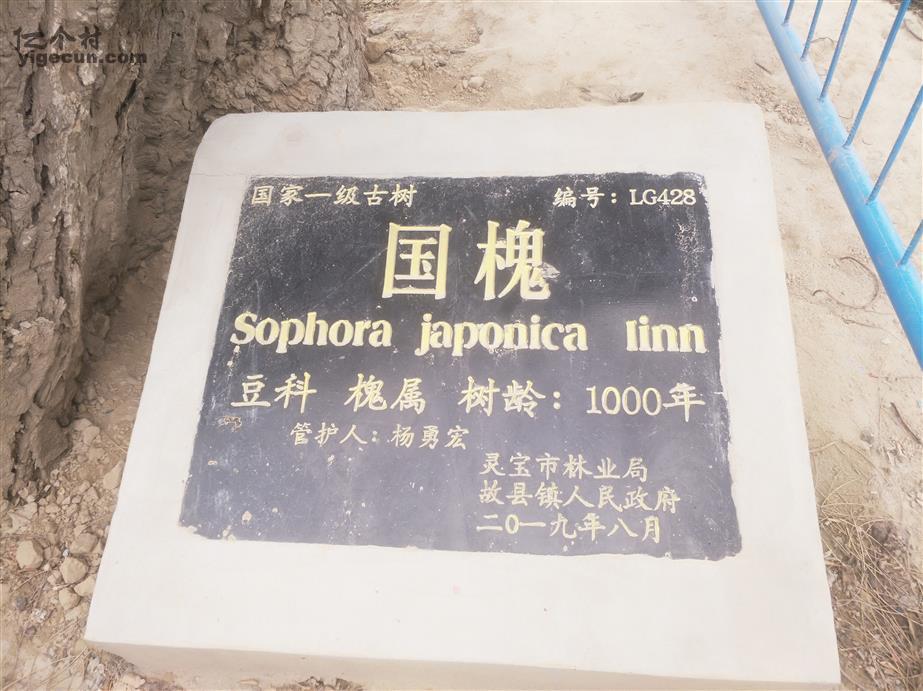 亿个村
yigecun.com
国家一级古树 编号：LG428
国槐
Sophora japonica linn
豆科 槐属 树龄：1000年
管护人：杨勇宏
灵宝市林业局
故县镇人民政府
二0一九年八月